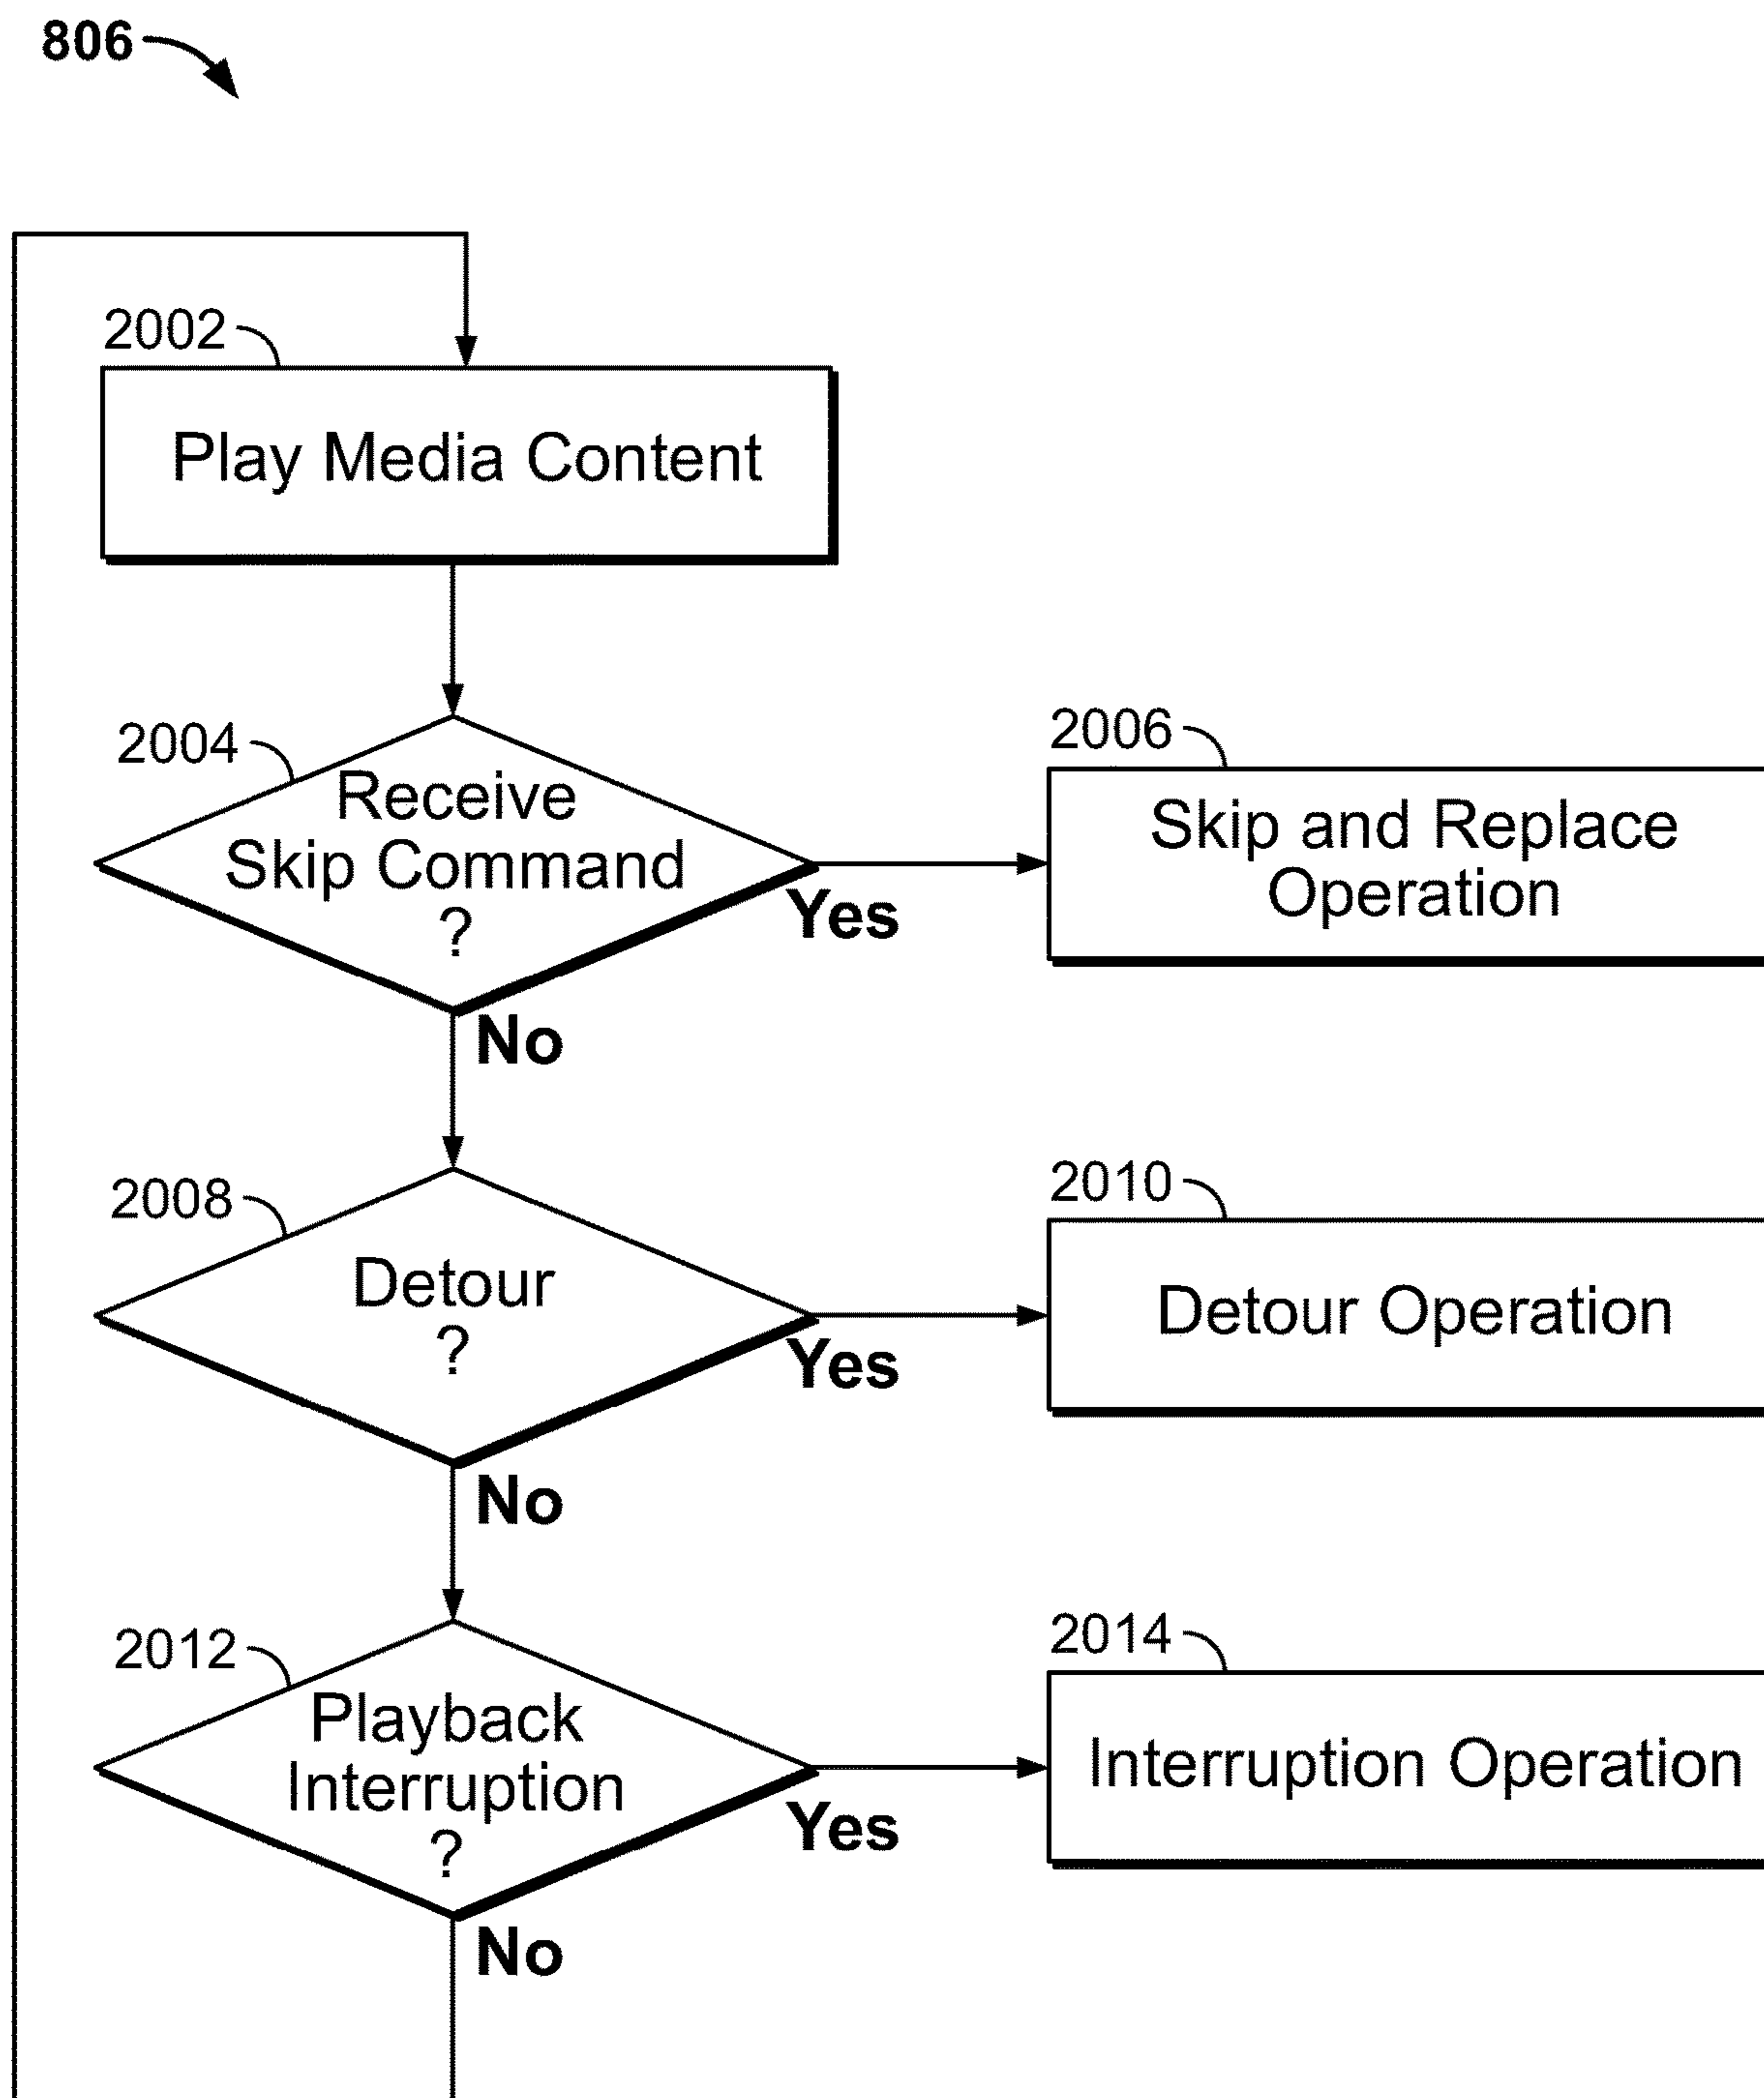 806
2002
Play Media Content
2004
Receive
Skip Command
?
Yes
No
2006
Skip and Replace
Operation
2008
Detour
?
Yes
No
2010
Detour Operation
2012
Playback
Interruption
?
Yes
No
2014
Interruption Operation